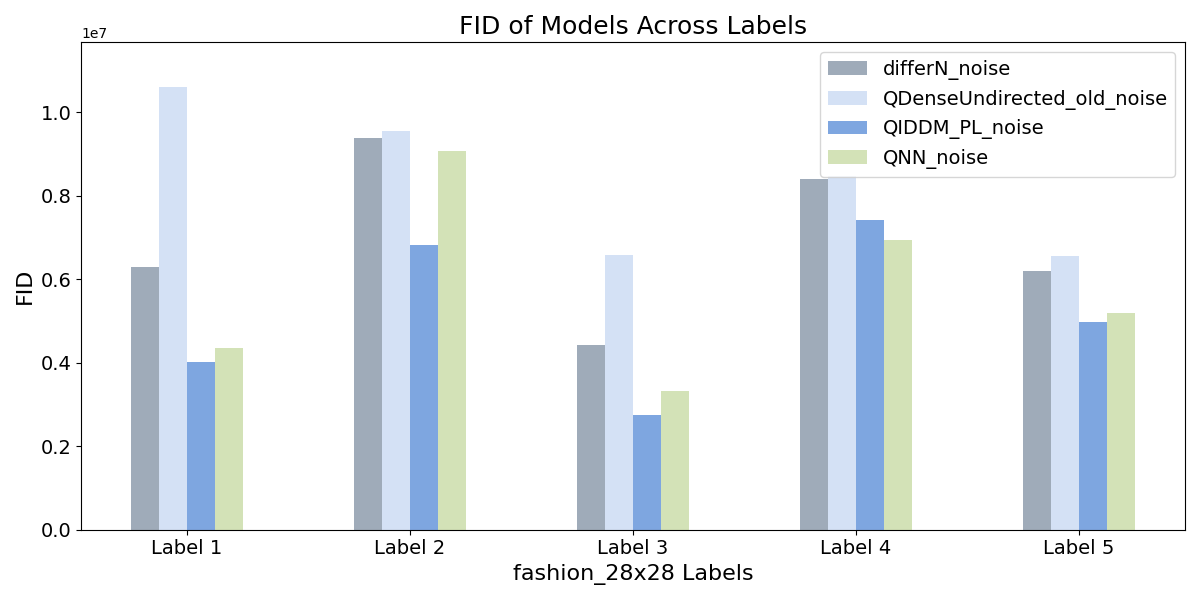 FID of Models Across Labels
1e7
1.0
0.8
0.6
0.4
0.2
0.0
FID
differN_noise
QDenseUndirected_old_noise
QIDDM_PL_noise
QNN_noise
Label 1 Label 2 Label 3 Label 4 Label 5
fashion_28x28 Labels